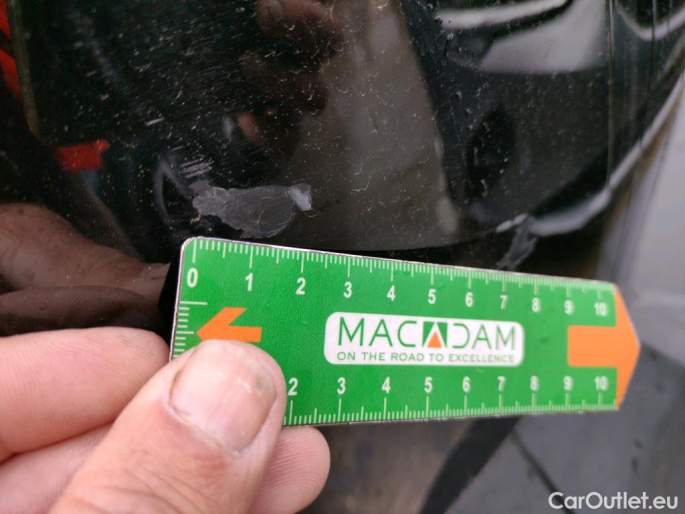 0 1 2 3 4 5 6 7 8 9 10
MACADAM
ON THE ROAD TO EXCELLENCE
2 3 4 5 6 7 8 9 10
CarOutlet.eu